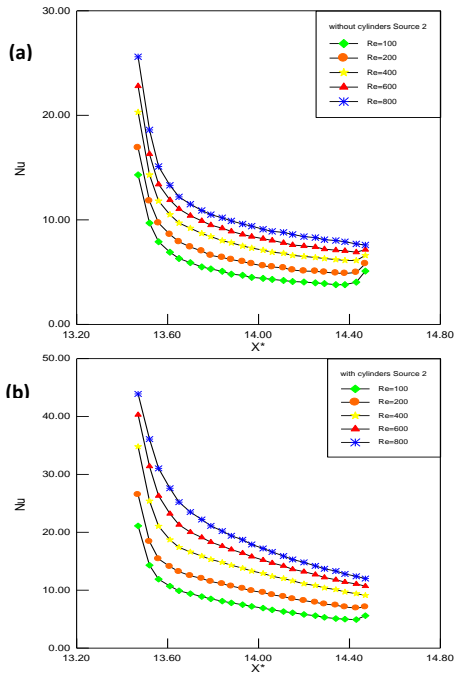 (a)
30.00
20.00
10.00
0.00
Nu
without cylinders Source 2
Re=100
Re=200
Re=400
Re=600
Re=800
13.20 13.60 14.00 14.40 14.80
X*
(b)
50.00
40.00
30.00
20.00
10.00
0.00
Nu
with cylinders Source 2
Re=100
Re=200
Re=400
Re=600
Re=800
13.20 13.60 14.00 14.40 14.80
X*